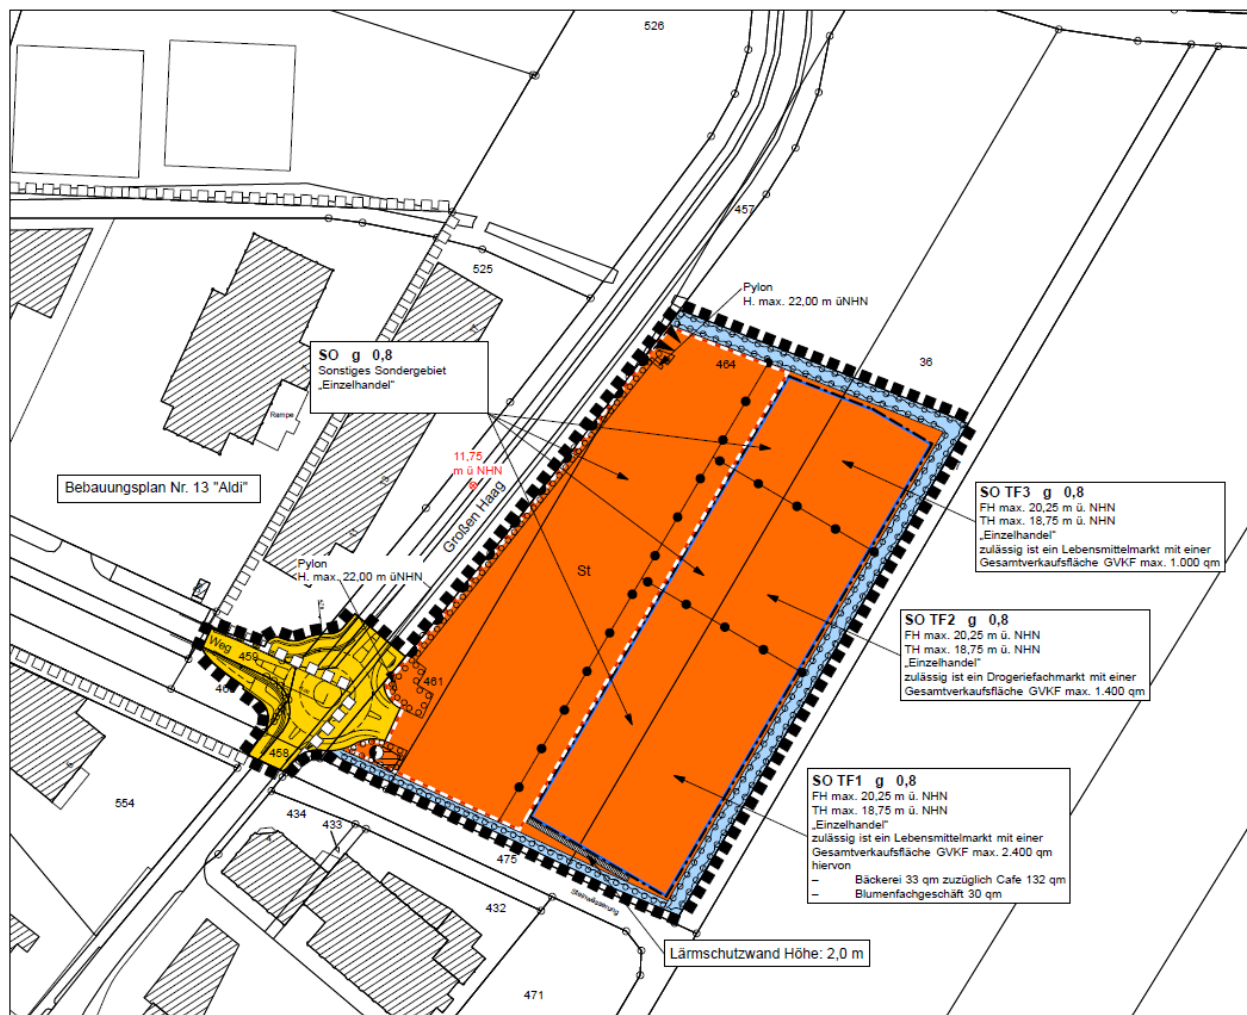 526
457
525
Pylon
H. max. 22,00 m üNHN
36
464
SO g 0,8
Sonstiges Sondergebiet
„Einzelhandel"
Rampe
11,75
m ü NHN
Großen Haag
Bebauungsplan Nr. 13 "Aldi"
SO TF3 g 0,8
FH max. 20,25 m ü. NHN
TH max. 18,75 m ü. NHN
„Einzelhandel"
zulässig ist ein Lebensmittelmarkt mit einer
Gesamtverkaufsfläche GVKF max. 1.000 qm
Pylon
H. max. 22,00 m üNHN
St
SO TF2 g 0,8
FH max. 20,25 m ü. NHN
TH max. 18,75 m ü. NHN
„Einzelhandel"
zulässig ist ein Drogeriefachmarkt mit einer
Gesamtverkaufsfläche GVKF max. 1.400 qm
Weg
459
461
458
SO TF1 g 0,8
FH max. 20,25 m ü. NHN
TH max. 18,75 m ü. NHN
„Einzelhandel"
zulässig ist ein Lebensmittelmarkt mit einer
Gesamtverkaufsfläche GVKF max. 2.400 qm
hiervon
– Bäckerei 33 qm zuzüglich Cafe 132 qm
– Blumenfachgeschäft 30 qm
554
434
433
475
432
Lärmschutzwand Höhe: 2,0 m
471